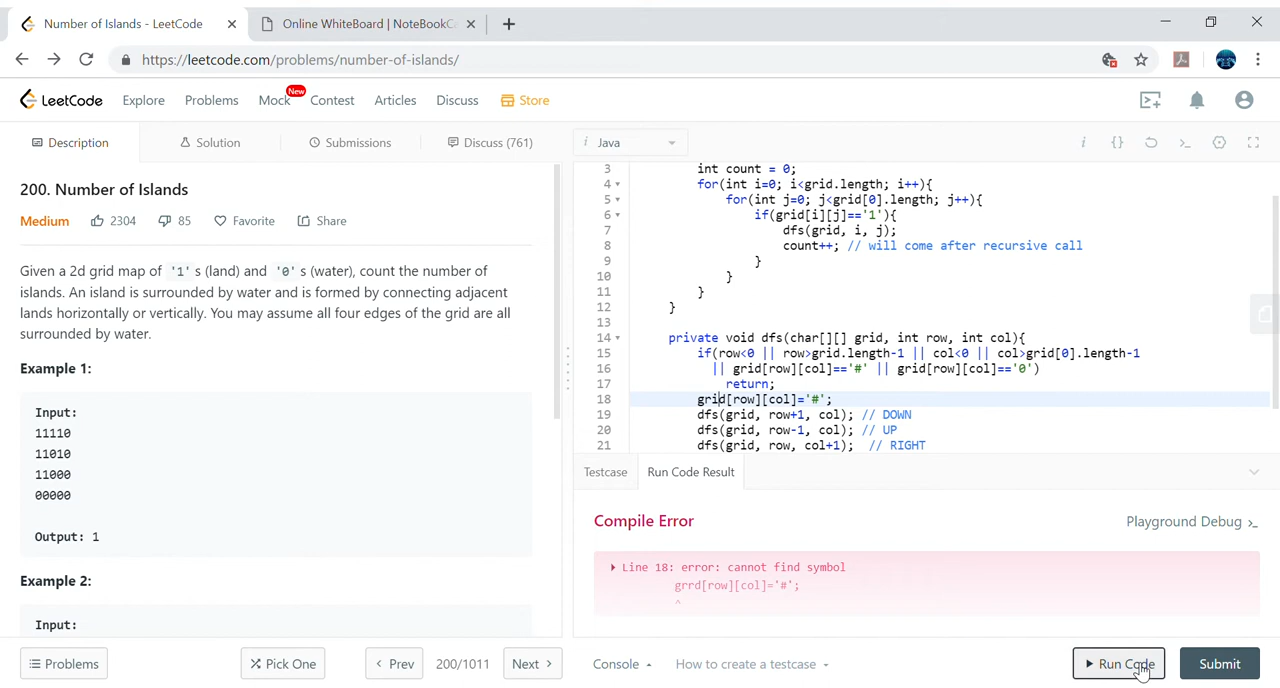 Number of Islands - LeetCode
Online WhiteBoard | NoteBookC
https://leetcode.com/problems/number-of-islands/
LeetCode Explore Problems Mock New Contest Articles Discuss Store
Description Solution Submissions Discuss (761) i Java i {}
200. Number of Islands
Medium 2304 85 Favorite Share
Given a 2d grid map of '1' s (land) and '0' s (water), count the number of
islands. An island is surrounded by water and is formed by connecting adjacent
lands horizontally or vertically. You may assume all four edges of the grid are all
surrounded by water.
Example 1:
Input:
11110
11010
11000
00000
Output: 1
Example 2:
Input:
3 int count = 0;
4 for(int i=0; i<grid.length; i++){
5 for(int j=0; j<grid[0].length; j++){
6 if(grid[i][j]=='1'){
7 dfs(grid, i, j);
8 count++; // will come after recursive call
9 }
10 }
11 }
12 }
13
14 private void dfs(char[][] grid, int row, int col){
15 if(row<0 || row>grid.length-1 || col<0 || col>grid[0].length-1
16 || grid[row][col]=='#' || grid[row][col]=='0')
17 return;
18 grid[row][col]='#';
19 dfs(grid, row+1, col); // DOWN
20 dfs(grid, row-1, col); // UP
21 dfs(grid, row, col+1); // RIGHT
Testcase Run Code Result
Compile Error Playground Debug >_
Line 18: error: cannot find symbol
grrd[row][col]='#';
^
Problems Pick One Prev 200/1011 Next Console How to create a testcase Run Code Submit